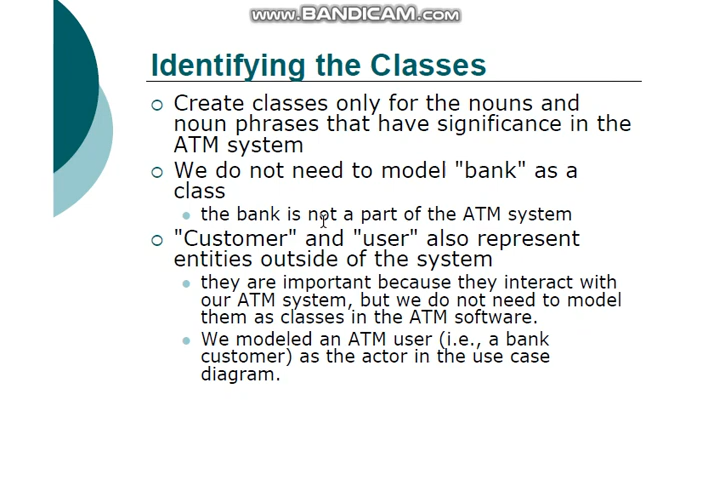 www.BANDICAM.com
Identifying the Classes
Create classes only for the nouns and
noun phrases that have significance in the
ATM system
We do not need to model "bank" as a
class
the bank is not a part of the ATM system
"Customer" and "user" also represent
entities outside of the system
they are important because they interact with
our ATM system, but we do not need to model
them as classes in the ATM software.
We modeled an ATM user (i.e., a bank
customer) as the actor in the use case
diagram.